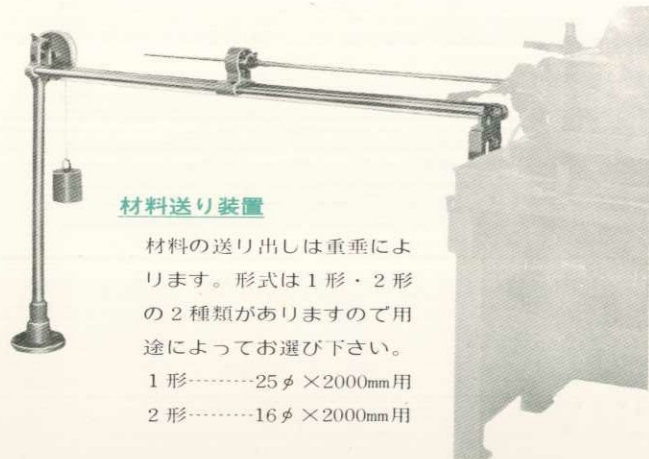 材料送り装置
材料の送り出しは重垂によ
ります。形式は1形・2形
の2種類がありますので用
途によってお選び下さい。
1形………25φ×2000mm用
2形………16φ×2000mm用